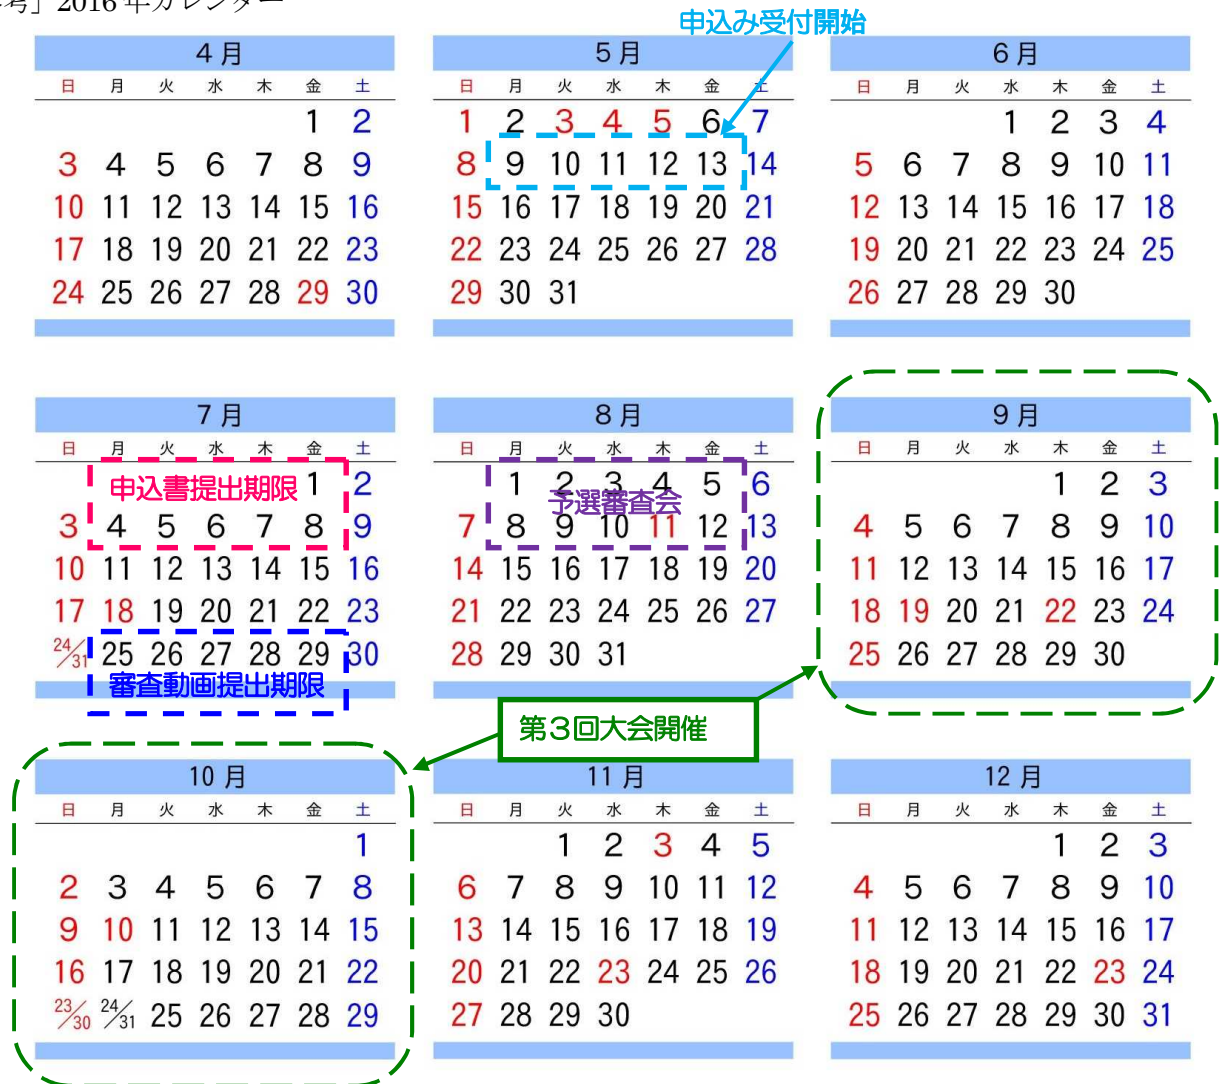 考」2016 年カレンダー
申込み受付開始
4 月
日 月 火 水 木 金 土
1 2
3 4 5 6 7 8 9
10 11 12 13 14 15 16
17 18 19 20 21 22 23
24 25 26 27 28 29 30
5 月
日 月 火 水 木 金 土
1 2 3 4 5 6 7
8 9 10 11 12 13 14
15 16 17 18 19 20 21
22 23 24 25 26 27 28
29 30 31
6 月
日 月 火 水 木 金 土
1 2 3 4
5 6 7 8 9 10 11
12 13 14 15 16 17 18
19 20 21 22 23 24 25
26 27 28 29 30
7 月
日 月 火 水 木 金 土
申込書提出期限 1 2
3 4 5 6 7 8 9
10 11 12 13 14 15 16
17 18 19 20 21 22 23
24/31 25 26 27 28 29 30
審査動画提出期限
8 月
日 月 火 水 木 金 土
1 2 3 4 5 6
予選審査会
7 8 9 10 11 12 13
14 15 16 17 18 19 20
21 22 23 24 25 26 27
28 29 30 31
9 月
日 月 火 水 木 金 土
1 2 3
4 5 6 7 8 9 10
11 12 13 14 15 16 17
18 19 20 21 22 23 24
25 26 27 28 29 30
第3回大会開催
10 月
日 月 火 水 木 金 土
1
2 3 4 5 6 7 8
9 10 11 12 13 14 15
16 17 18 19 20 21 22
23/30 24/31 25 26 27 28 29
11 月
日 月 火 水 木 金 土
1 2 3 4 5
6 7 8 9 10 11 12
13 14 15 16 17 18 19
20 21 22 23 24 25 26
27 28 29 30
12 月
日 月 火 水 木 金 土
1 2 3
4 5 6 7 8 9 10
11 12 13 14 15 16 17
18 19 20 21 22 23 24
25 26 27 28 29 30 31